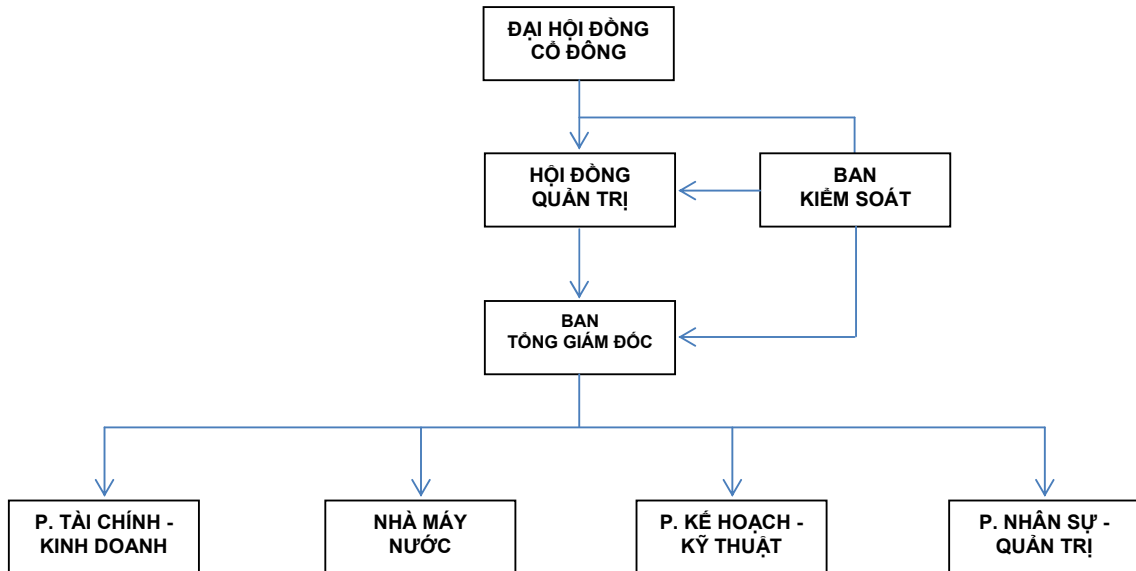 ĐẠI HỘI ĐỒNG
CỔ ĐÔNG
HỘI ĐỒNG
QUẢN TRỊ
BAN
KIỂM SOÁT
BAN
TỔNG GIÁM ĐỐC
P. TÀI CHÍNH -
KINH DOANH
NHÀ MÁY
NƯỚC
P. KẾ HOẠCH -
KỸ THUẬT
P. NHÂN SỰ -
QUẢN TRỊ